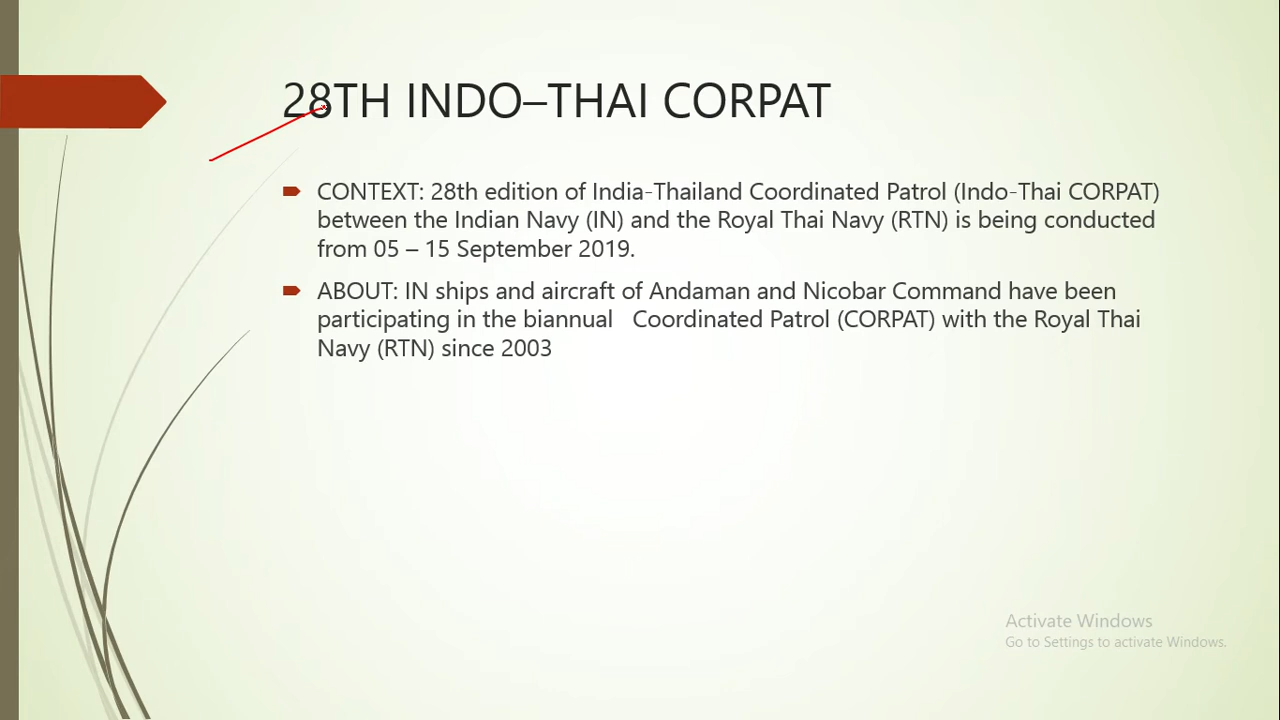 28TH INDO–THAI CORPAT
CONTEXT: 28th edition of India-Thailand Coordinated Patrol (Indo-Thai CORPAT)
between the Indian Navy (IN) and the Royal Thai Navy (RTN) is being conducted
from 05 – 15 September 2019.
ABOUT: IN ships and aircraft of Andaman and Nicobar Command have been
participating in the biannual   Coordinated Patrol (CORPAT) with the Royal Thai
Navy (RTN) since 2003
Activate Windows
Go to Settings to activate Windows.